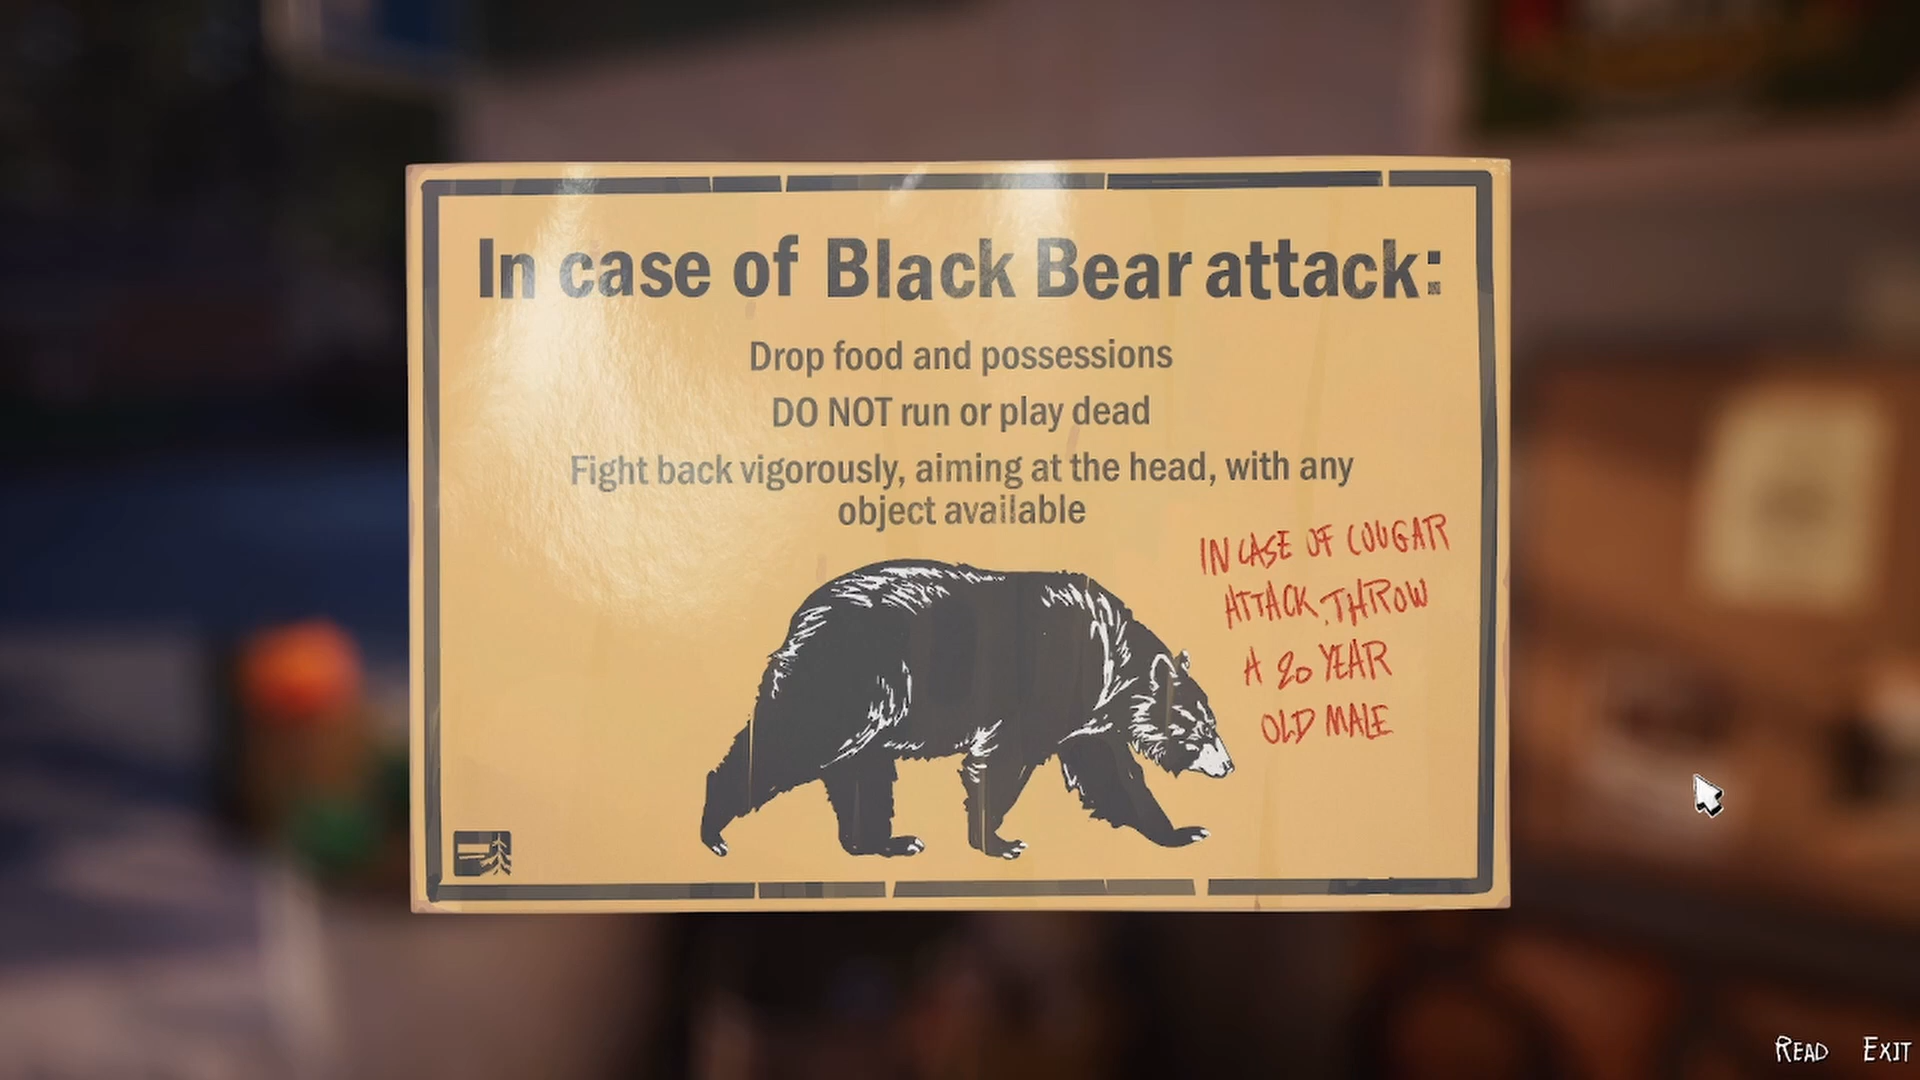 In case of Black Bear attack:
Drop food and possessions
DO NOT run or play dead
Fight back vigorously, aiming at the head, with any
object available
IN CASE OF COUGAR
ATTACK, THROW
A 20 YEAR
OLD MALE
READ EXIT